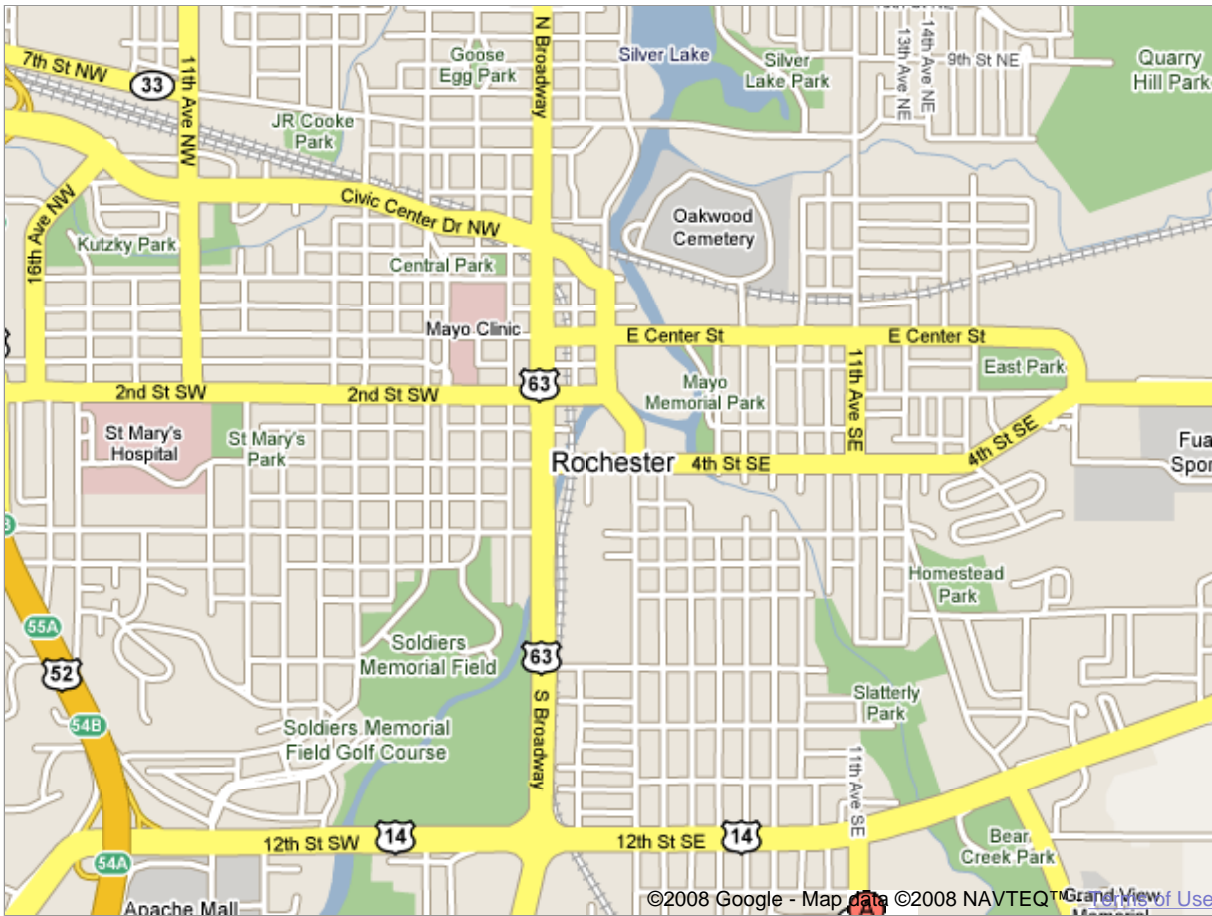 N Broadway
Silver Lake
14th Ave NE
13th Ave NE
9th St NE
Goose
Egg Park
Silver
Lake Park
Quarry
Hill Park
7th St NW
33
11th Ave NW
JR Cooke
Park
Civic Center Dr NW
Oakwood
Cemetery
16th Ave NW
Kutzky Park
Central Park
Mayo Clinic
E Center St
E Center St
East Park
2nd St SW
2nd St SW
63
Mayo
Memorial Park
11th Ave SE
St Mary's
Hospital
St Mary's
Park
Rochester
4th St SE
4th St SE
Homestead
Park
55A
52
Soldiers
Memorial Field
63
Slatterly
Park
54B
Soldiers Memorial
Field Golf Course
S Broadway
11th Ave SE
12th St SW
14
12th St SE
14
Bear
Creek Park
54A
Apache Mall
A
©2008 Google - Map data ©2008 NAVTEQ™ - Terms of Use
Grand View
Memorial